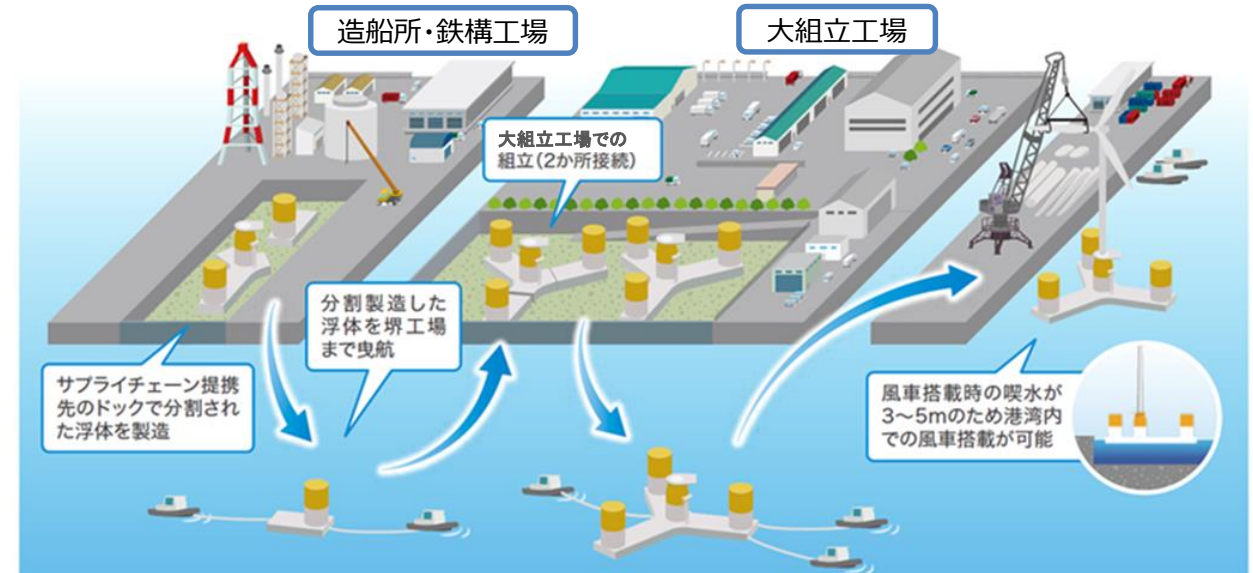 造船所・鉄構工場
大組立工場
大組立工場での
組立(2か所接続)
分割製造した
浮体を堺工場
まで曳航
サプライチェーン提携
先のドックで分割され
た浮体を製造
風車搭載時の喫水が
3〜5mのため港湾内
での風車搭載が可能